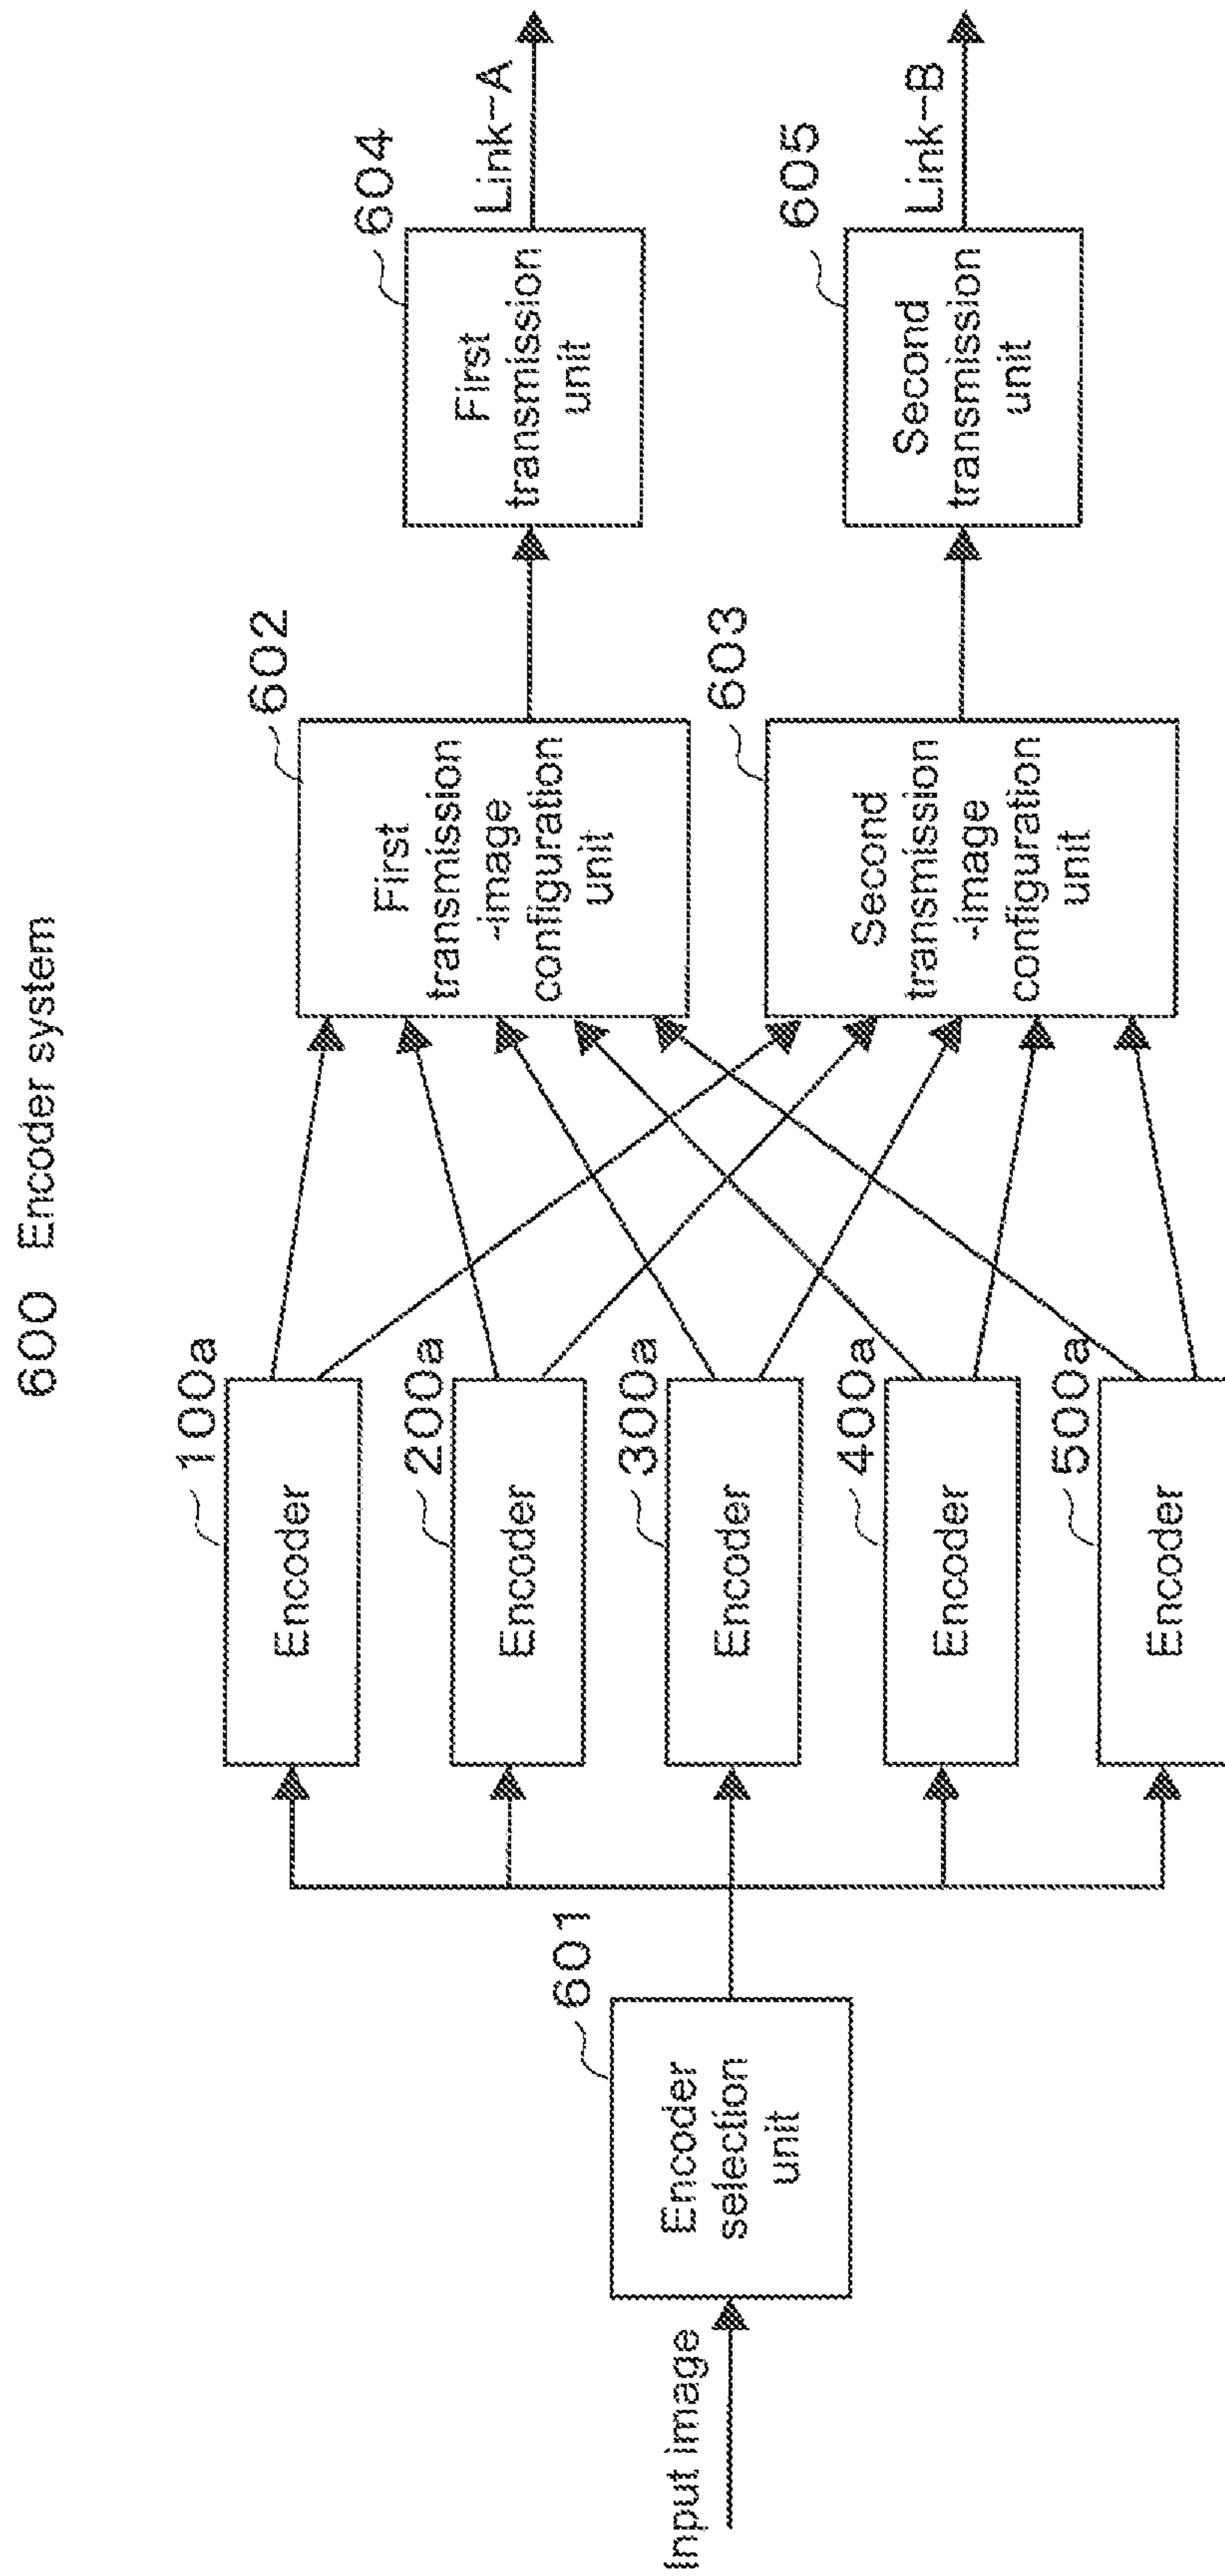 600 Encoder system
Input image
601
Encoder
selection
unit
100a
Encoder
200a
Encoder
300a
Encoder
400a
Encoder
500a
Encoder
602
First
transmission
-image
configuration
unit
603
Second
transmission
-image
configuration
unit
604
First
transmission
unit
605
Second
transmission
unit
Link-A
Link-B